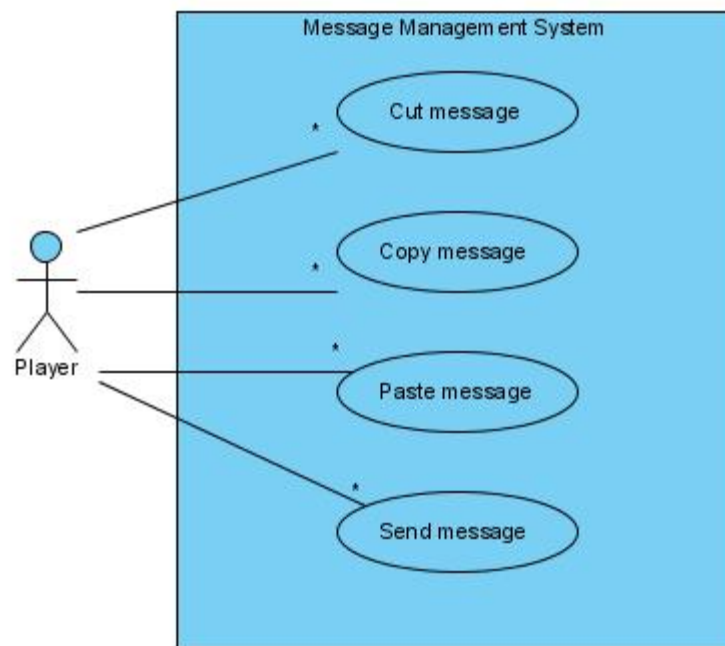 Message Management System
Cut message
*
Copy message
*
Player
*
Paste message
*
Send message